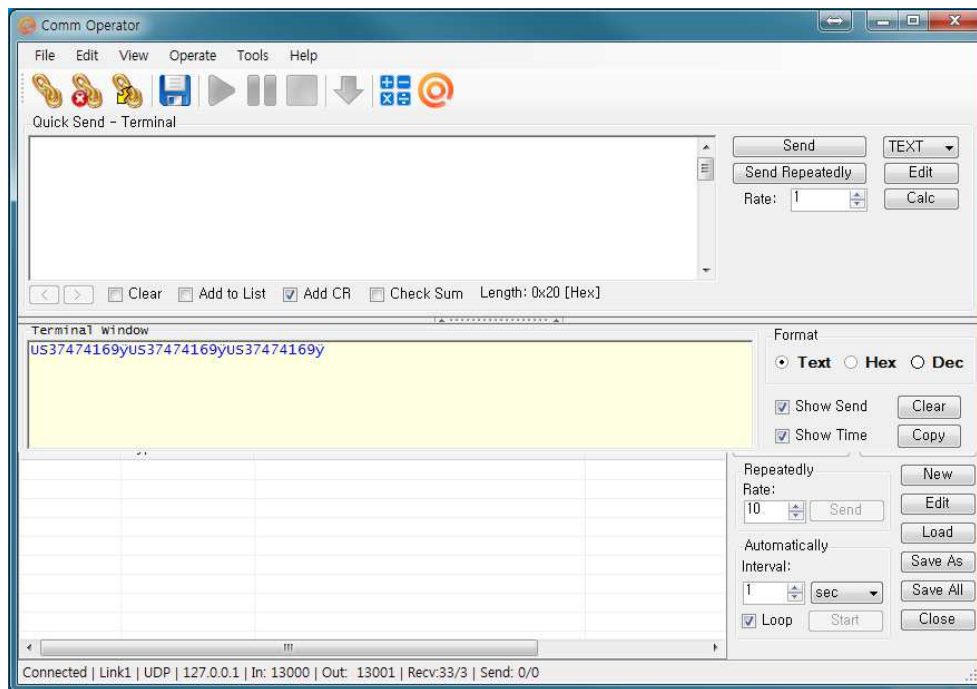 Comm Operator
File Edit View Operate Tools Help
Quick Send - Terminal
Send TEXT
Send Repeatedly Edit
Rate: 1 Calc
< > Clear Add to List Add CR Check Sum Length: 0x20 [Hex]
Terminal Window
US37474169ÿUS37474169ÿUS37474169ÿ
Format
Text Hex Dec
Show Send Clear
Show Time Copy
Repeatedly New
Rate:
10 Send Edit
Load
Automatically
Interval: Save As
1 sec Save All
Loop Start Close
Connected | Link1 | UDP | 127.0.0.1 | In: 13000 | Out: 13001 | Recv:33/3 | Send: 0/0